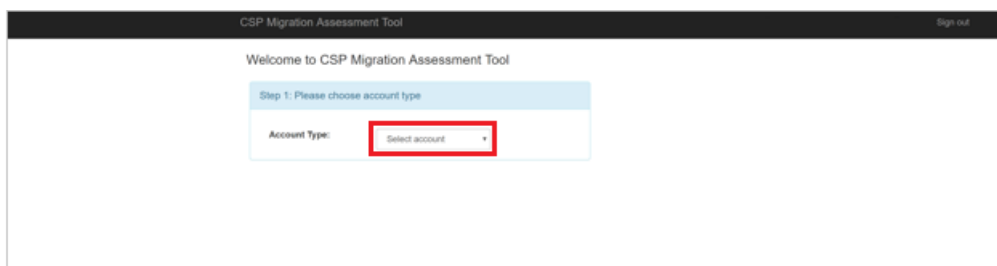 CSP Migration Assessment Tool Sign out
Welcome to CSP Migration Assessment Tool
Step 1: Please choose account type
Account Type: Select account